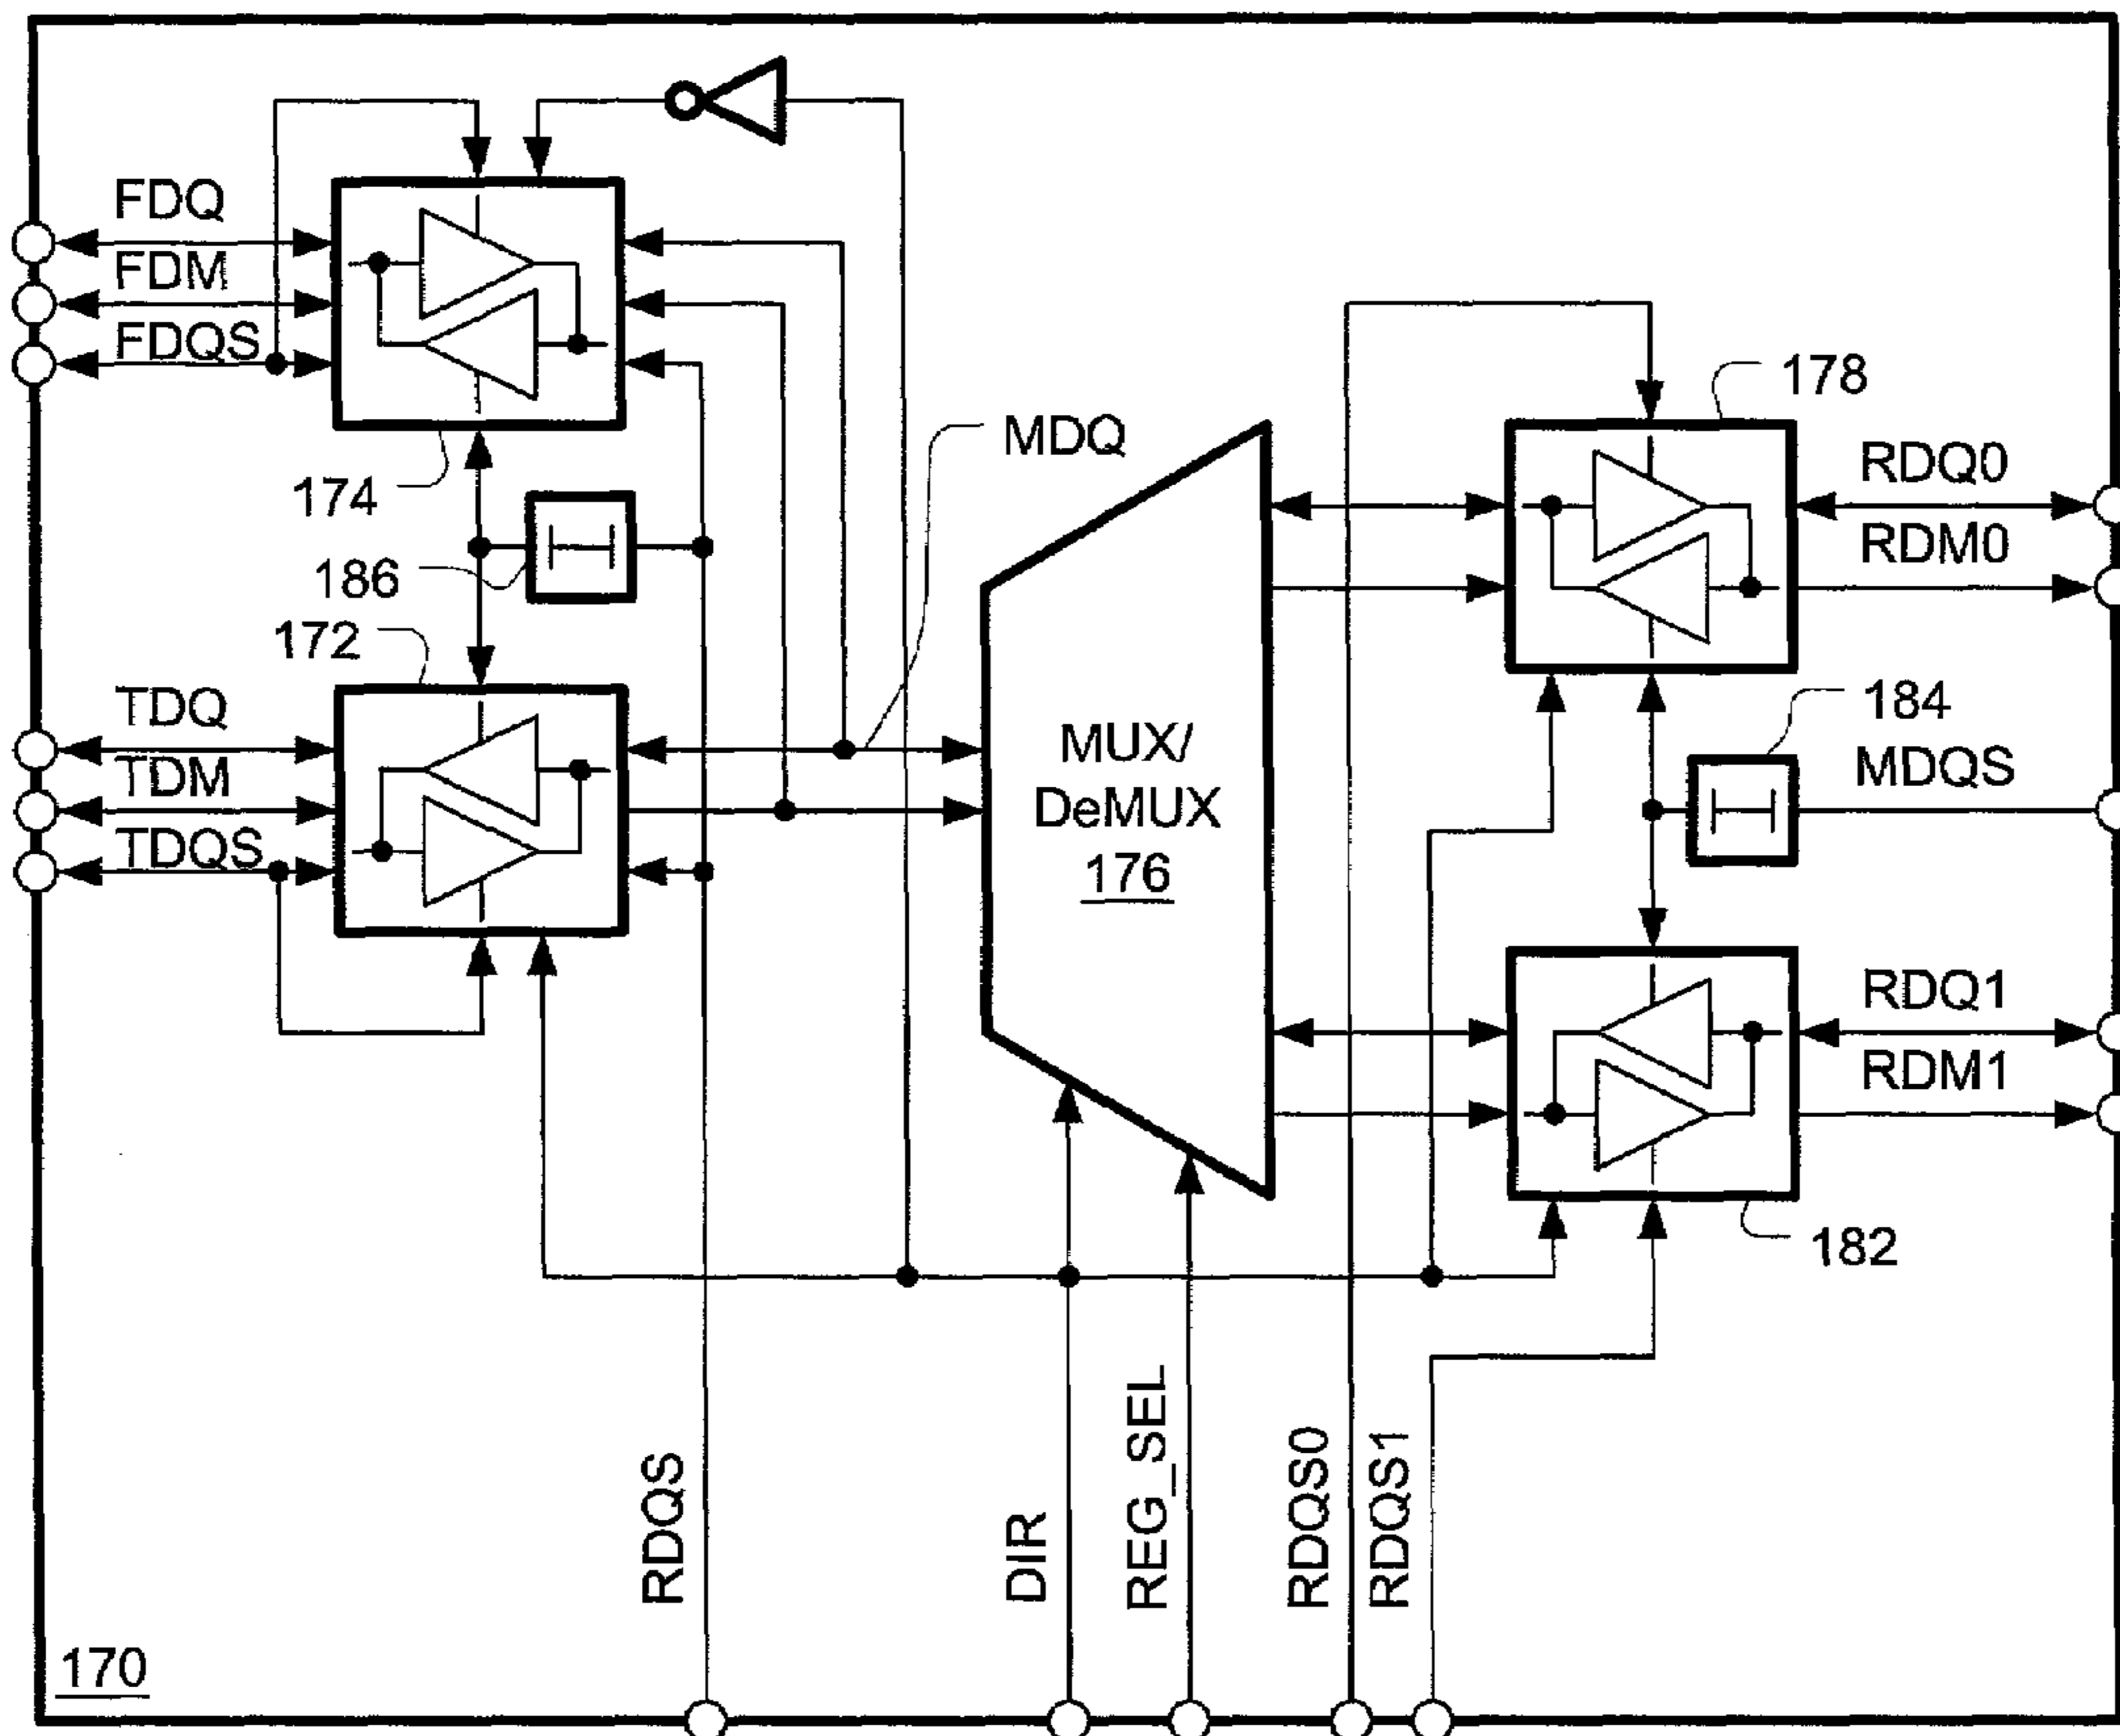 FDQ
FDM
FDQS
174
186
172
TDQ
TDM
TDQS
MDQ
MUX/
DeMUX
176
178
RDQ0
RDM0
184
MDQS
RDQ1
RDM1
182
RDQS
DIR
REG_SEL
RDQS0
RDQS1
170